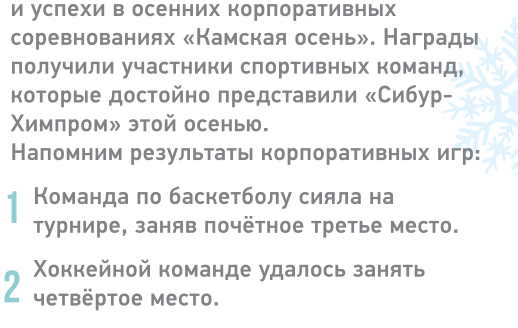 и успехи в осенних корпоративных
соревнованиях «Камская осень». Награды
получили участники спортивных команд,
которые достойно представили «Сибур-
Химпром» этой осенью.
Напомним результаты корпоративных игр:
1 Команда по баскетболу сияла на
турнире, заняв почётное третье место.
2 Хоккейной команде удалось занять
четвёртое место.